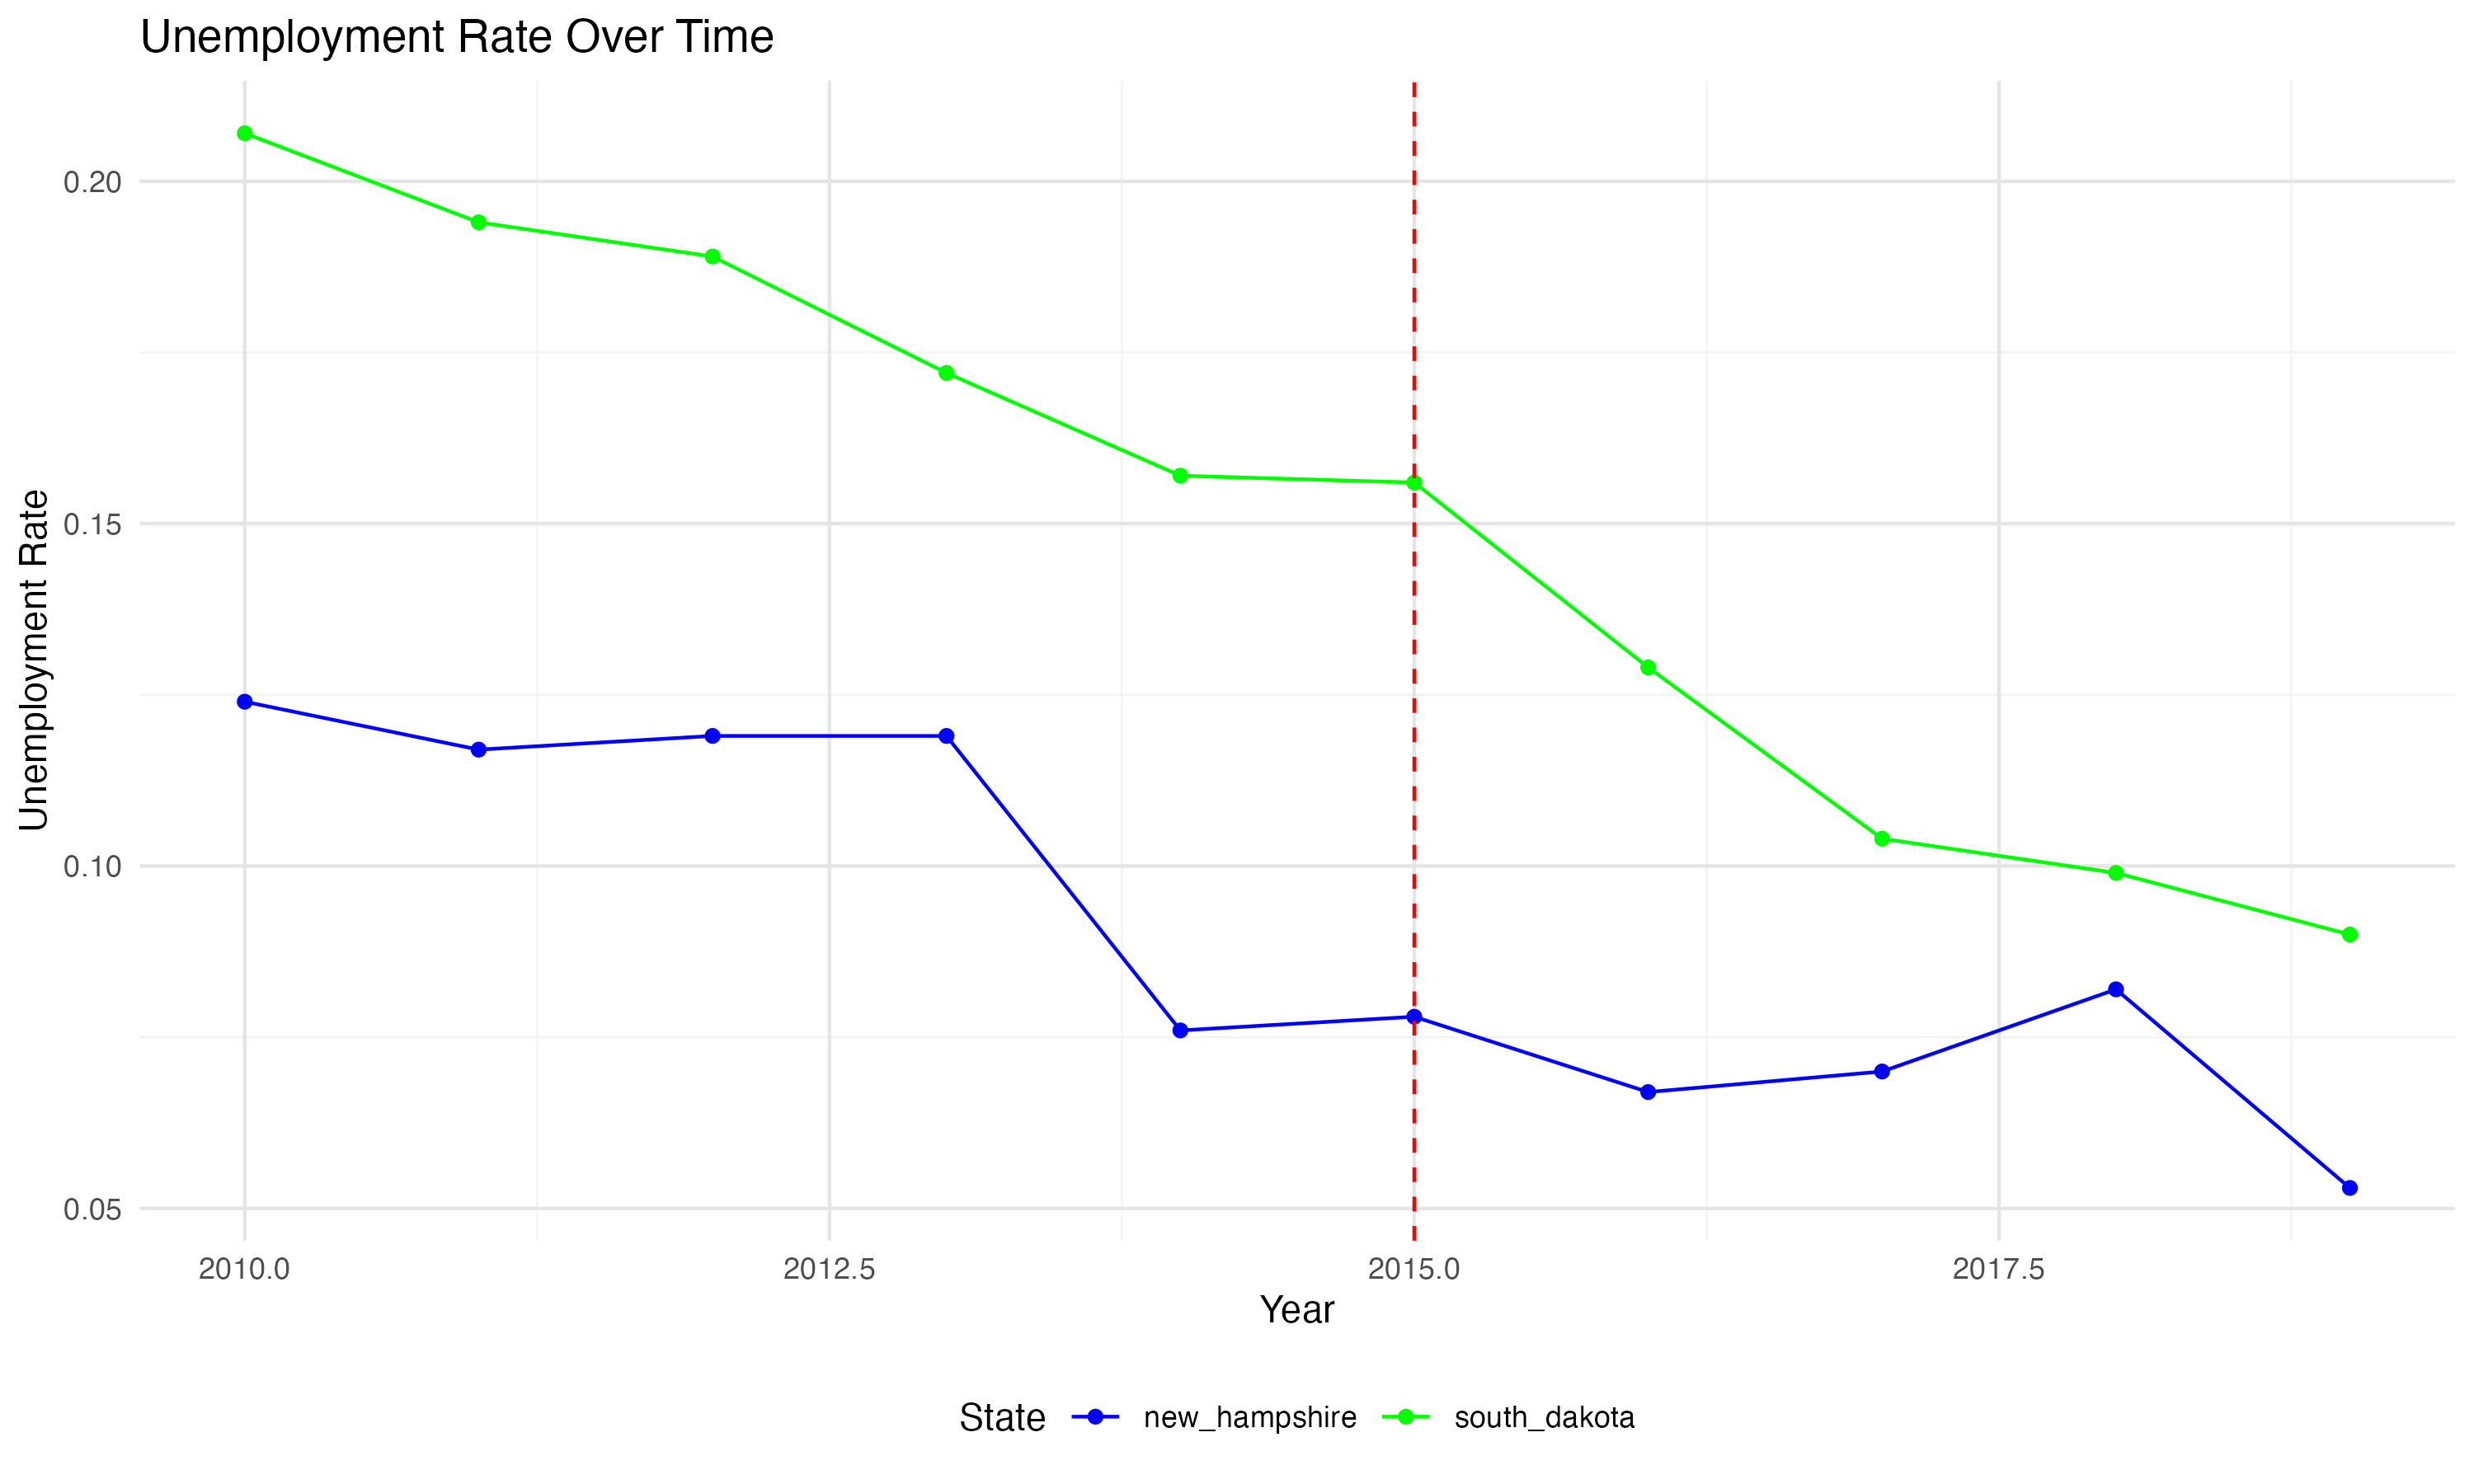 Unemployment Rate Over Time
Unemployment Rate
0.20
0.15
0.10
0.05
2010.0 2012.5 2015.0 2017.5
Year
State new_hampshire south_dakota